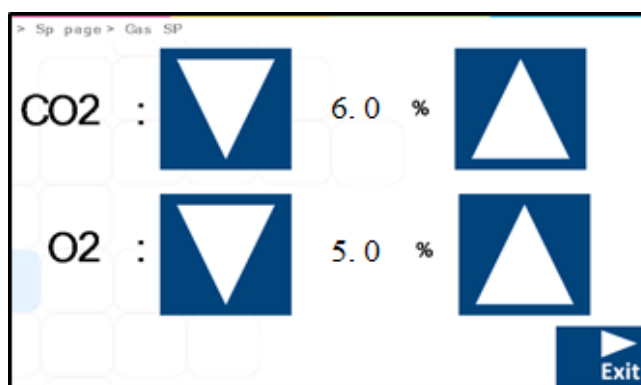 > Sp page > Gas SP
CO2 : 6.0 %
O2 : 5.0 %
Exit